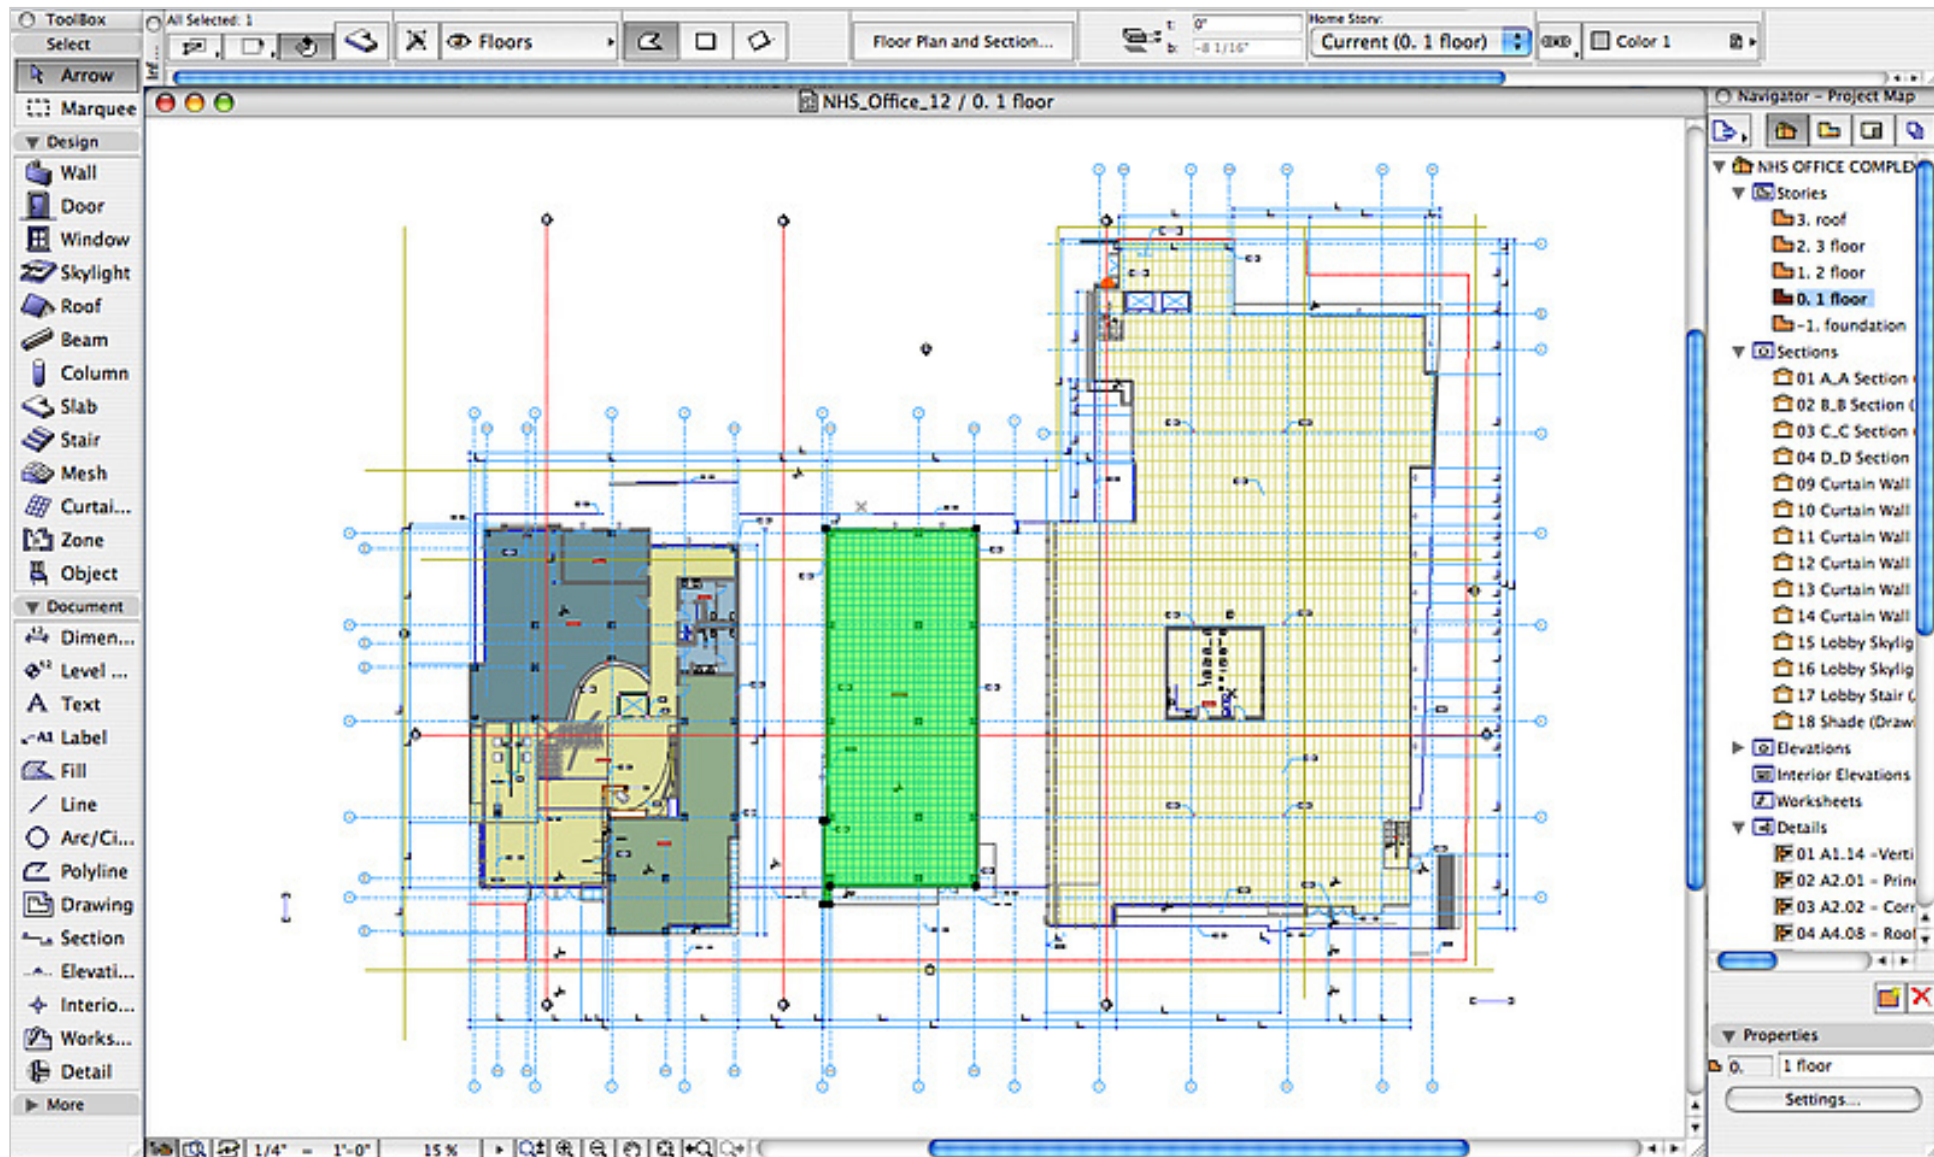 ToolBox
Select
Arrow
Marquee
Design
Wall
Door
Window
Skylight
Roof
Beam
Column
Slab
Stair
Mesh
Curtai...
Zone
Object
Document
Dimen...
Level ...
Text
Label
Fill
Line
Arc/Ci...
Polyline
Drawing
Section
Elevati...
Interio...
Works...
Detail
More
All Selected: 1
Floors
Floor Plan and Section...
t: 0"
b: -8 1/16"
Home Story:
Current (0. 1 floor)
Color 1
NHS_Office_12 / 0. 1 floor
1/4" = 1'-0"
15 %
Navigator - Project Map
NHS OFFICE COMPLEX
Stories
3. roof
2. 3 floor
1. 2 floor
0. 1 floor
-1. foundation
Sections
01 A_A Section
02 B_B Section (
03 C_C Section
04 D_D Section
09 Curtain Wall
10 Curtain Wall
11 Curtain Wall
12 Curtain Wall
13 Curtain Wall
14 Curtain Wall
15 Lobby Skylig
16 Lobby Skylig
17 Lobby Stair (
18 Shade (Draw
Elevations
Interior Elevations
Worksheets
Details
01 A1.14 -Verti
02 A2.01 - Prin
03 A2.02 - Corr
04 A4.08 - Roof
Properties
0. 1 floor
Settings...